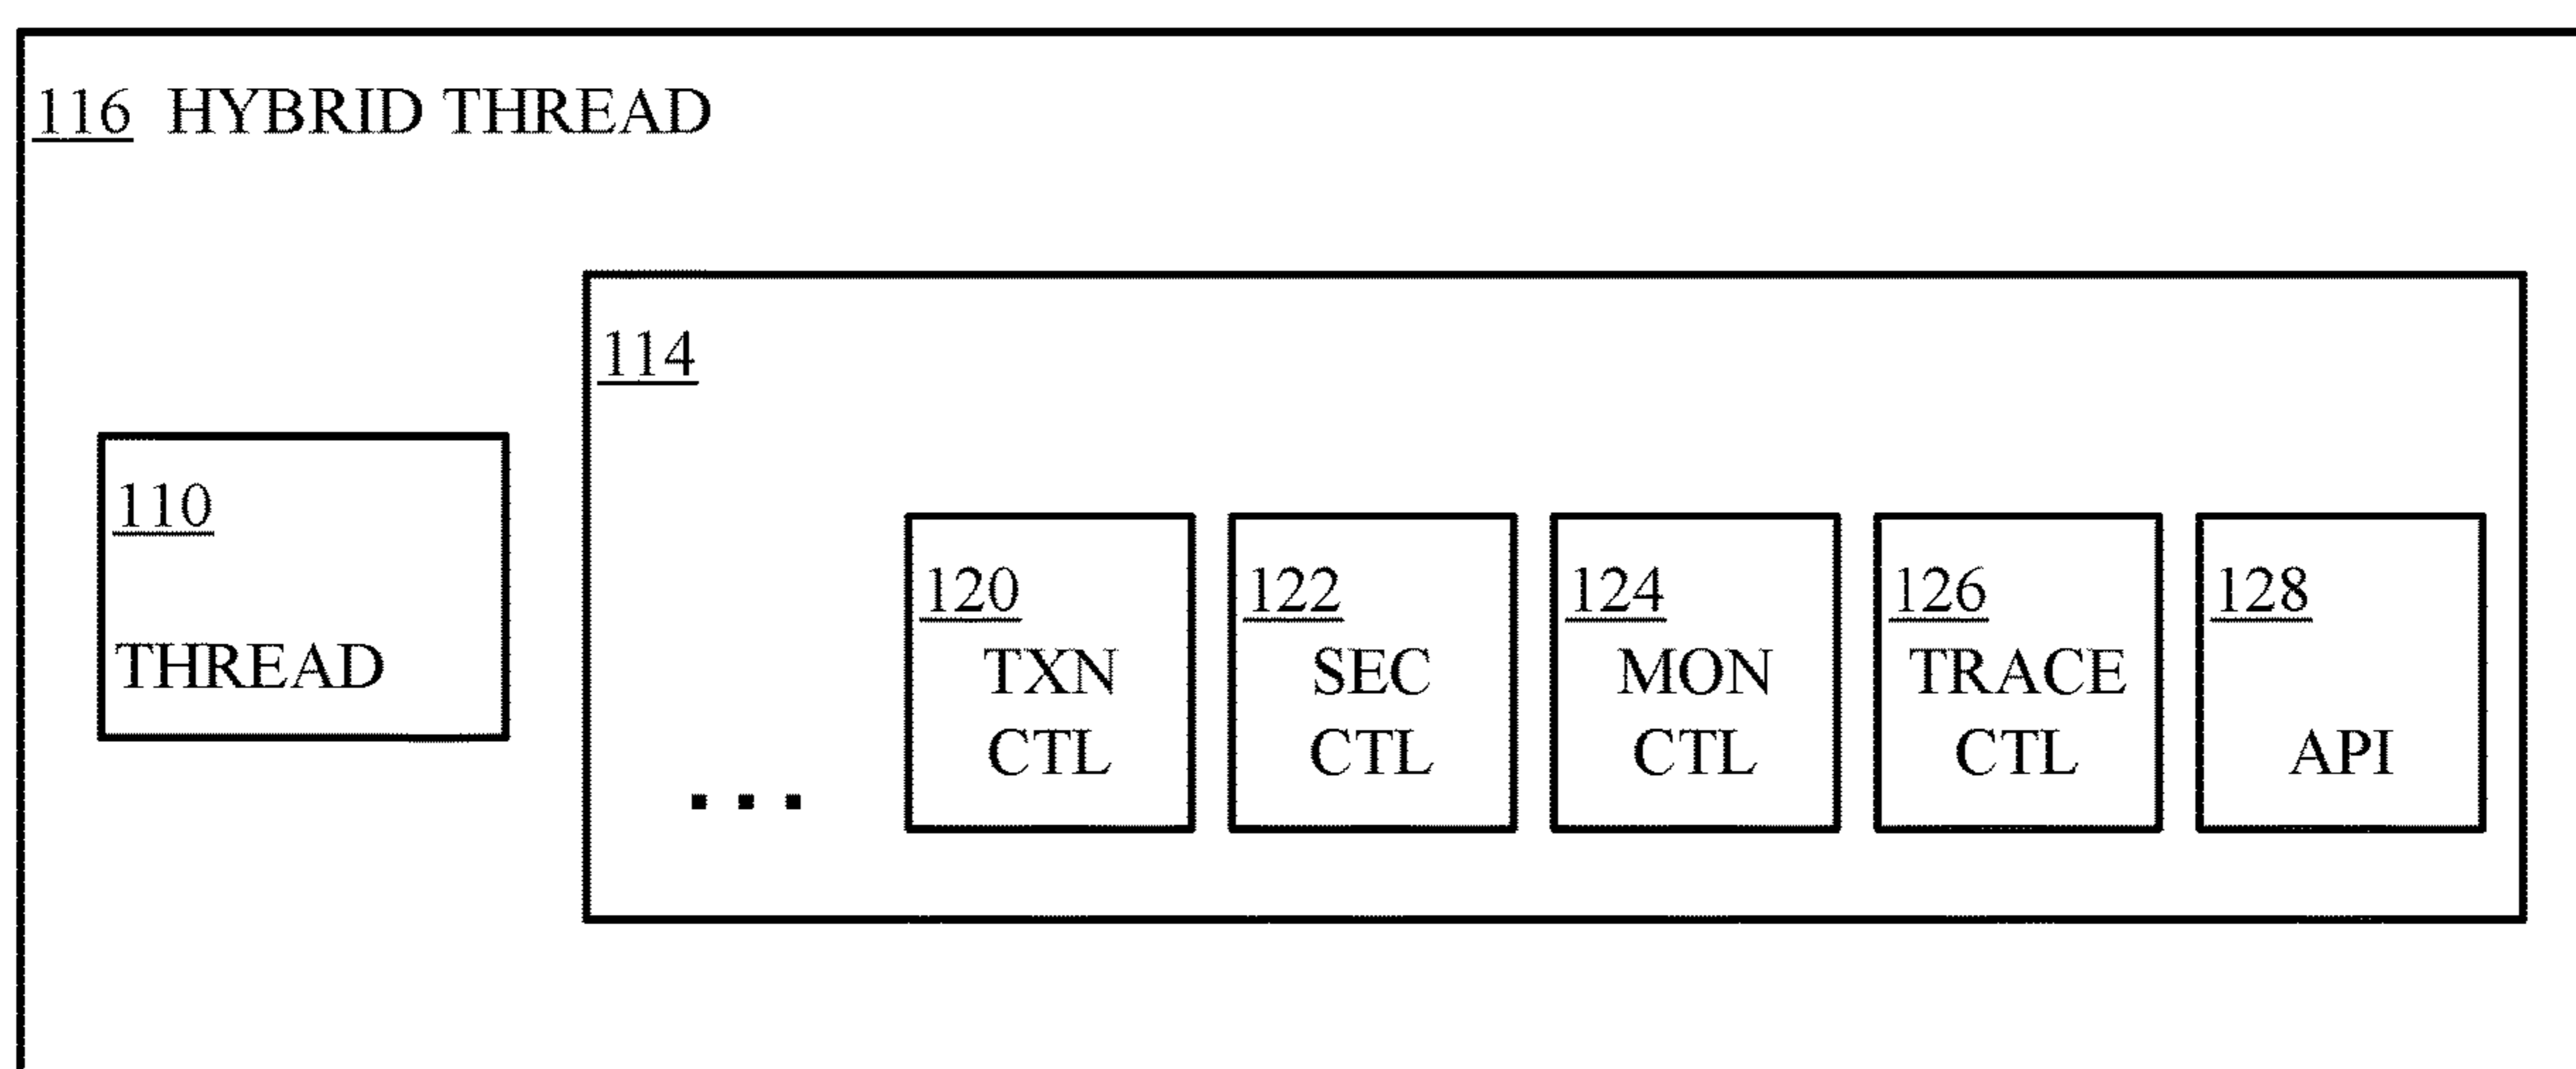 116 HYBRID THREAD
114
110
THREAD
...
120
TXN
CTL
122
SEC
CTL
124
MON
CTL
126
TRACE
CTL
128
API